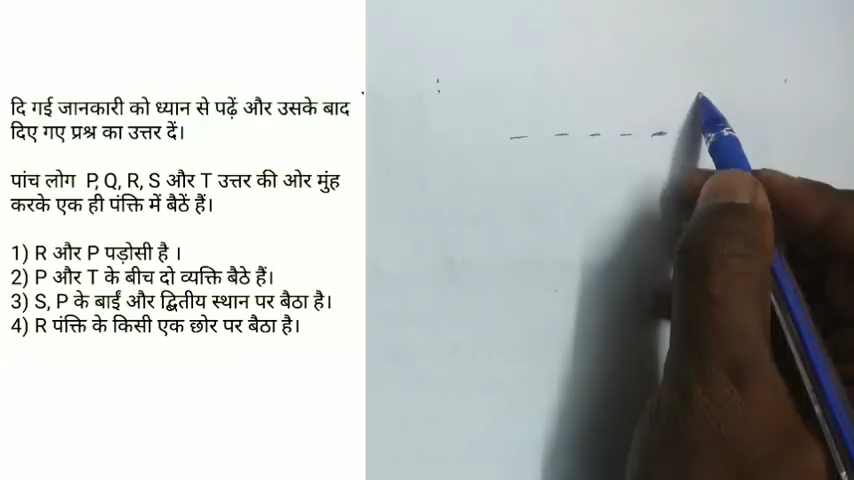 दि गई जानकारी को ध्यान से पढ़ें और उसके बाद
दिए गए प्रश्न का उत्तर दें।
पांच लोग P, Q, R, S और T उत्तर की ओर मुंह
करके एक ही पंक्ति में बैठें हैं।
1) R और P पड़ोसी है ।
2) P और T के बीच दो व्यक्ति बैठे हैं।
3) S, P के बाईं और द्वितीय स्थान पर बैठा है।
4) R पंक्ति के किसी एक छोर पर बैठा है।